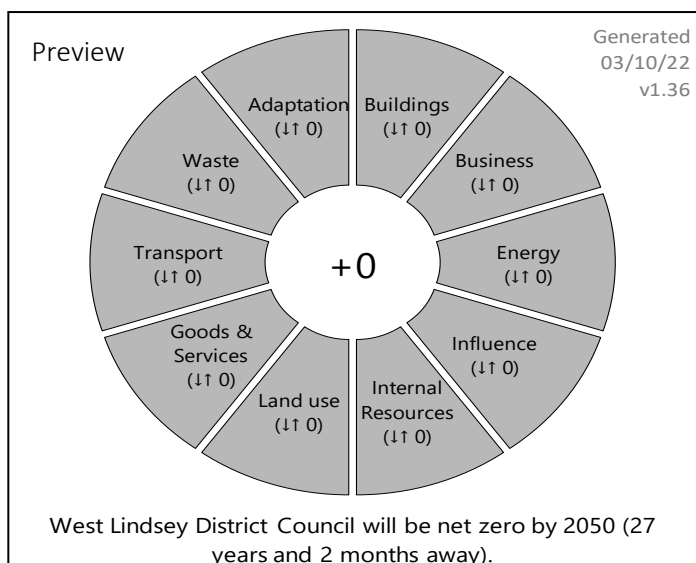 Preview
Generated
03/10/22
v1.36
Adaptation
(↓↑ 0)
Buildings
(↓↑ 0)
Waste
(↓↑ 0)
Business
(↓↑ 0)
Transport
(↓↑ 0)
+0
Energy
(↓↑ 0)
Goods &
Services
(↓↑ 0)
Influence
(↓↑ 0)
Land use
(↓↑ 0)
Internal
Resources
(↓↑ 0)
West Lindsey District Council will be net zero by 2050 (27
years and 2 months away).